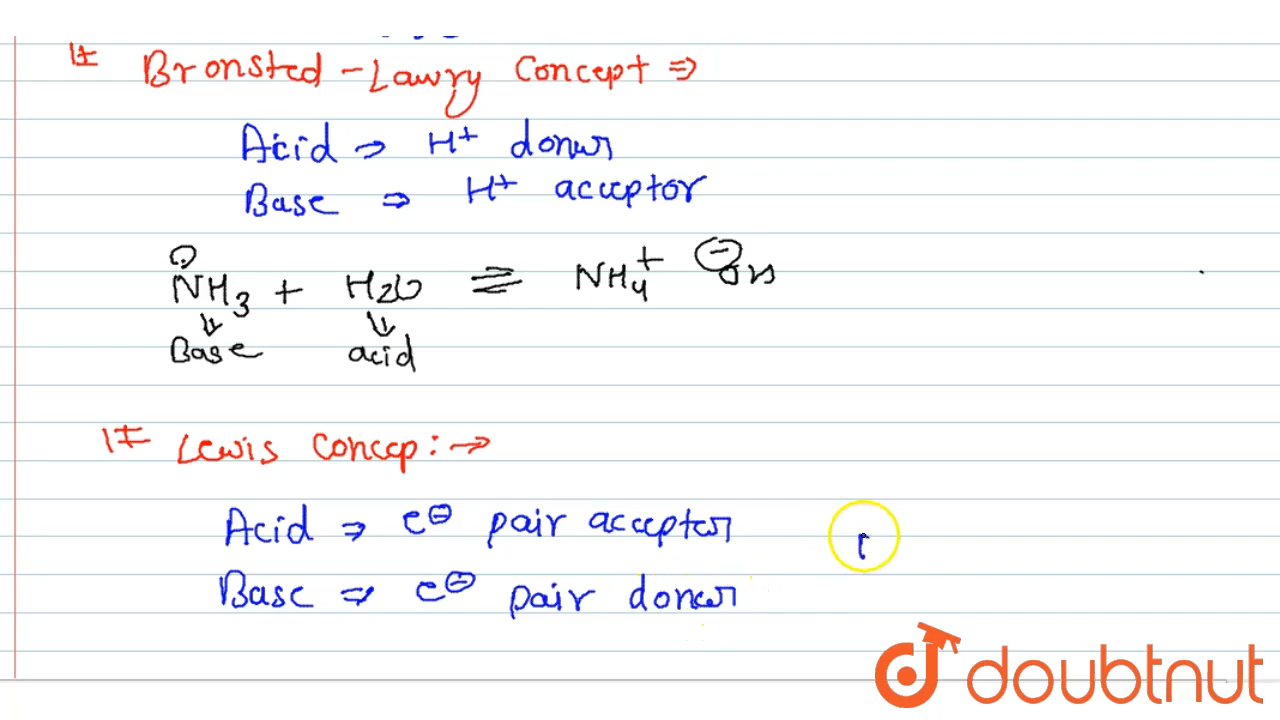 Bronsted - Lawry Concept ⇒
Acid ⇒ H+ donor
Base ⇒ H+ acceptor
NH3 + H2O ⇌ NH4+ ⊖OH
Base acid
Lewis Concep: →
Acid ⇒ e⊖ pair acceptor
Base ⇒ e⊖ pair donor
doubtnut